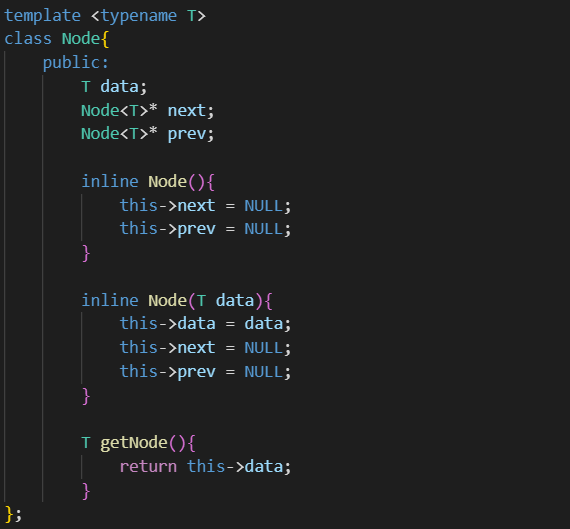 template <typename T>
class Node{
    public:
        T data;
        Node<T>* next;
        Node<T>* prev;

        inline Node(){
            this->next = NULL;
            this->prev = NULL;
        }

        inline Node(T data){
            this->data = data;
            this->next = NULL;
            this->prev = NULL;
        }

        T getNode(){
            return this->data;
        }
};